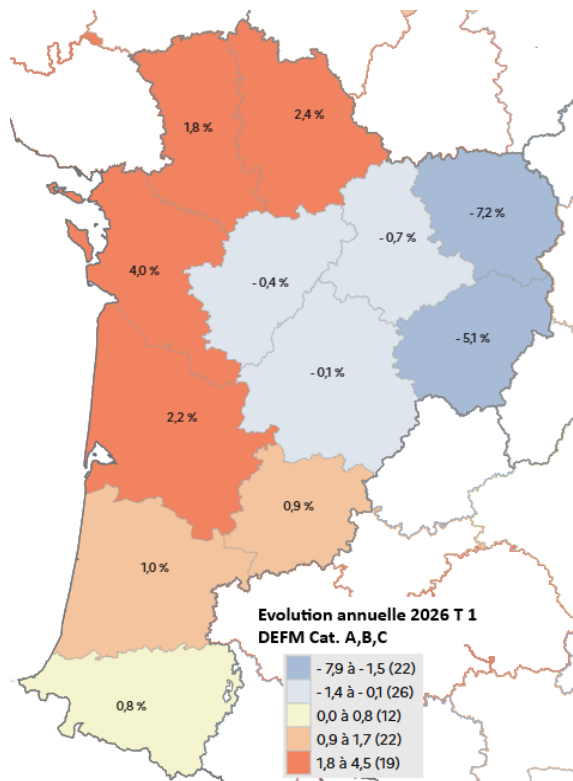 2,4 %
1,8 %
- 7,2 %
- 0,7 %
4,0 %
- 0,4 %
- 5,1 %
- 0,1 %
2,2 %
0,9 %
1,0 %
0,8 %
Evolution annuelle 2026 T 1
DEFM Cat. A,B,C
- 7,9 à - 1,5 (22)
- 1,4 à - 0,1 (26)
0,0 à 0,8 (12)
0,9 à 1,7 (22)
1,8 à 4,5 (19)